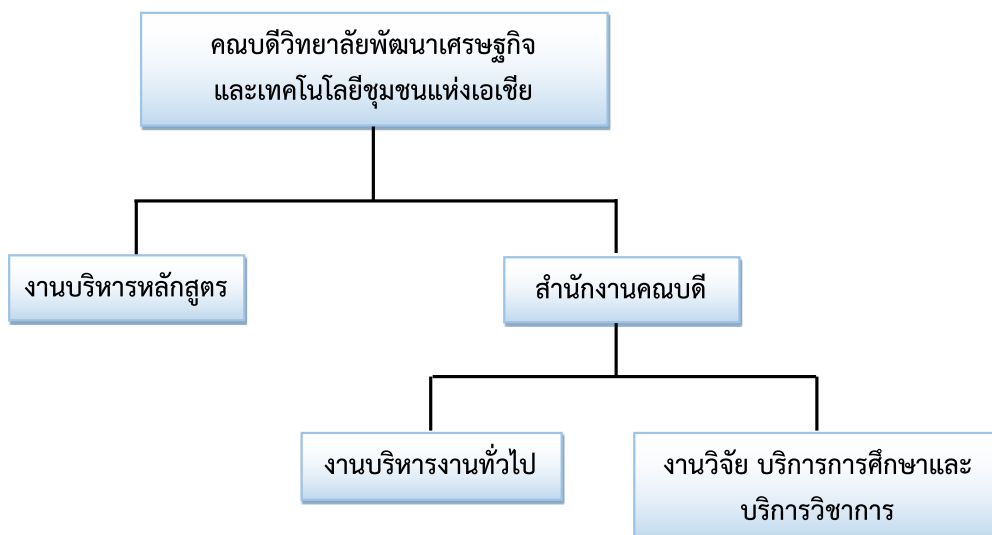 คณบดีวิทยาลัยพัฒนาเศรษฐกิจ
และเทคโนโลยีชุมชนแห่งเอเชีย
งานบริหารหลักสูตร
สำนักงานคณบดี
งานบริหารงานทั่วไป
งานวิจัย บริการการศึกษาและ
บริการวิชาการ